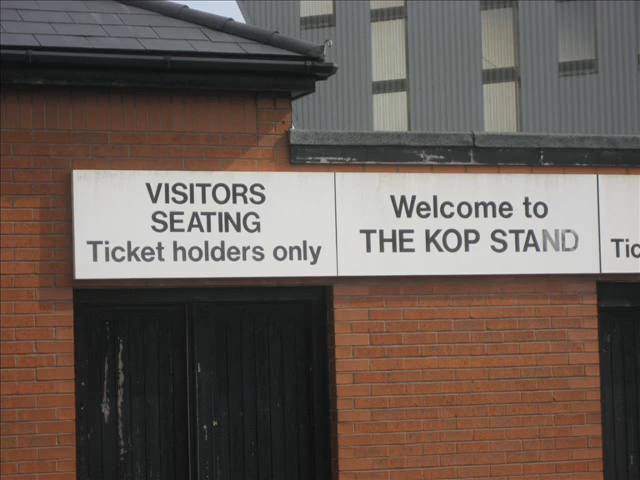 VISITORS
SEATING
Ticket holders only
Welcome to
THE KOP STAND